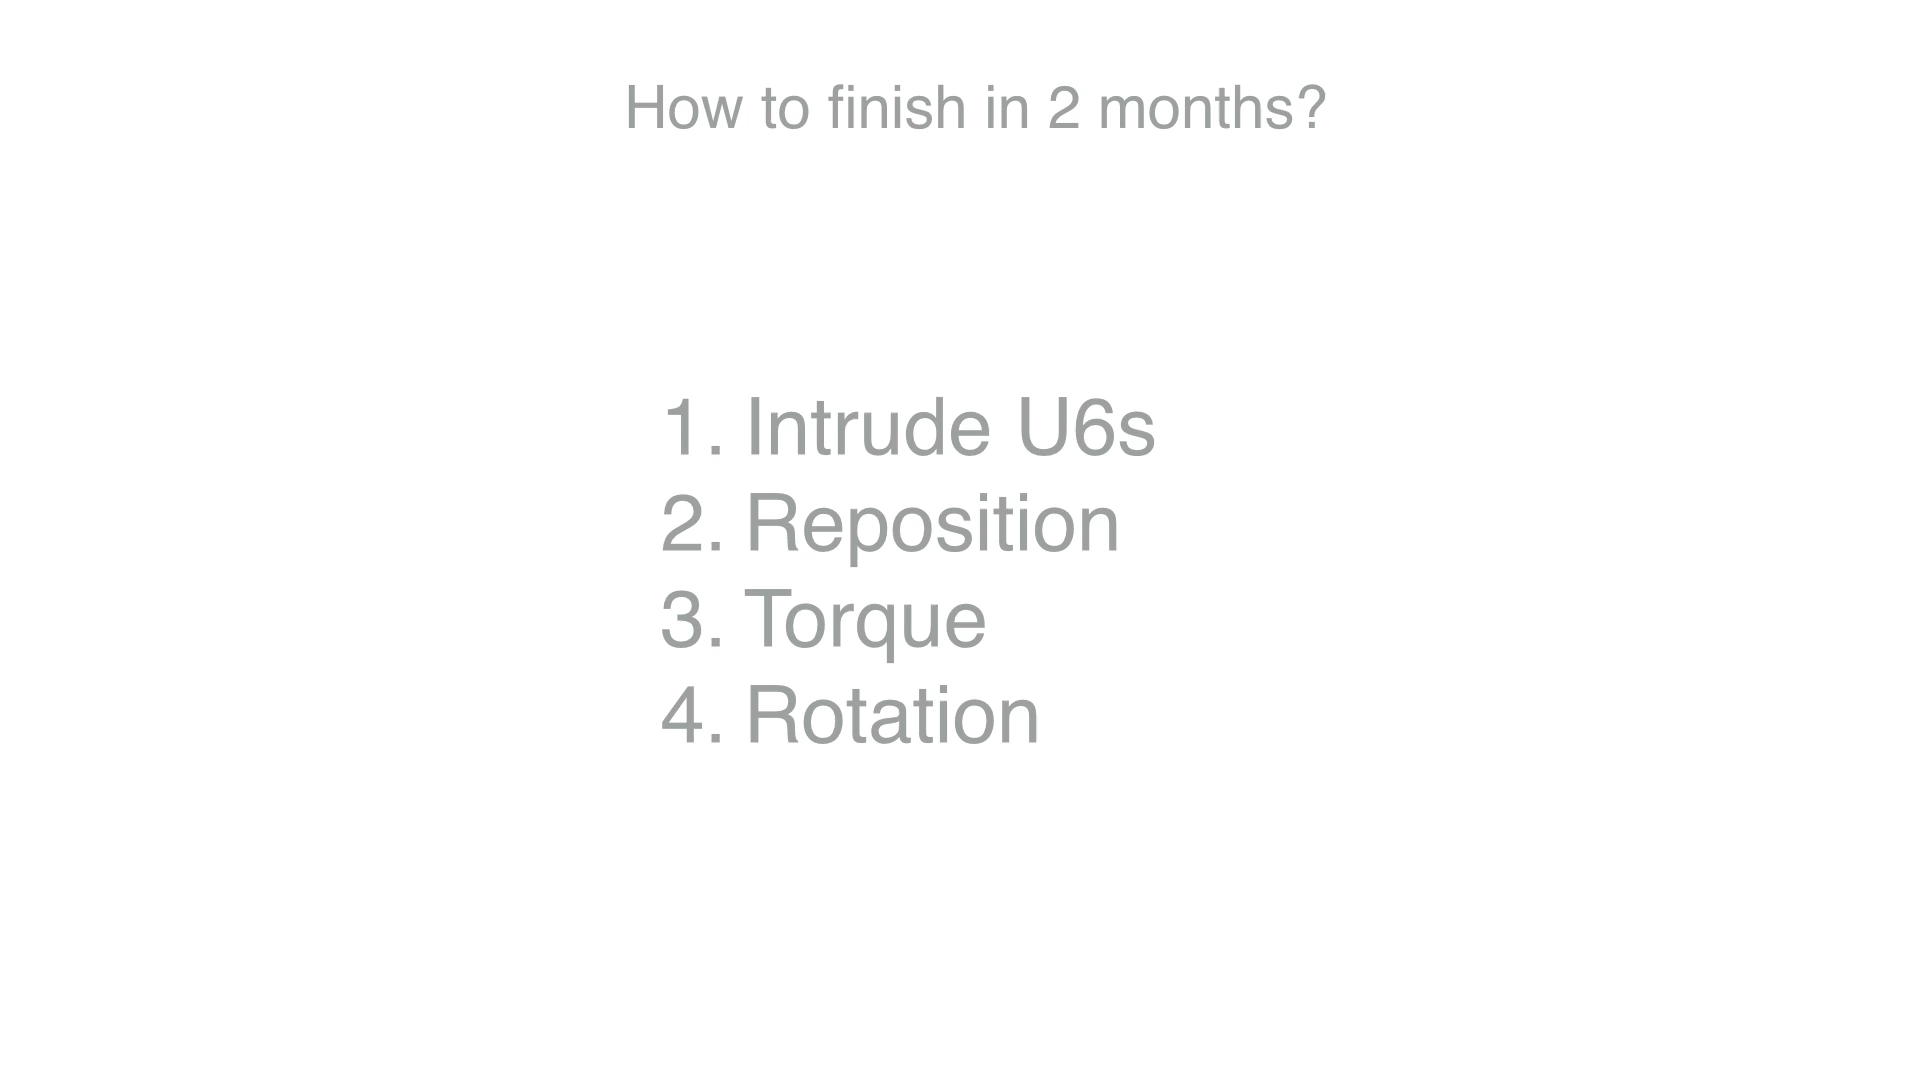 How to finish in 2 months?
1. Intrude U6s
2. Reposition
3. Torque
4. Rotation